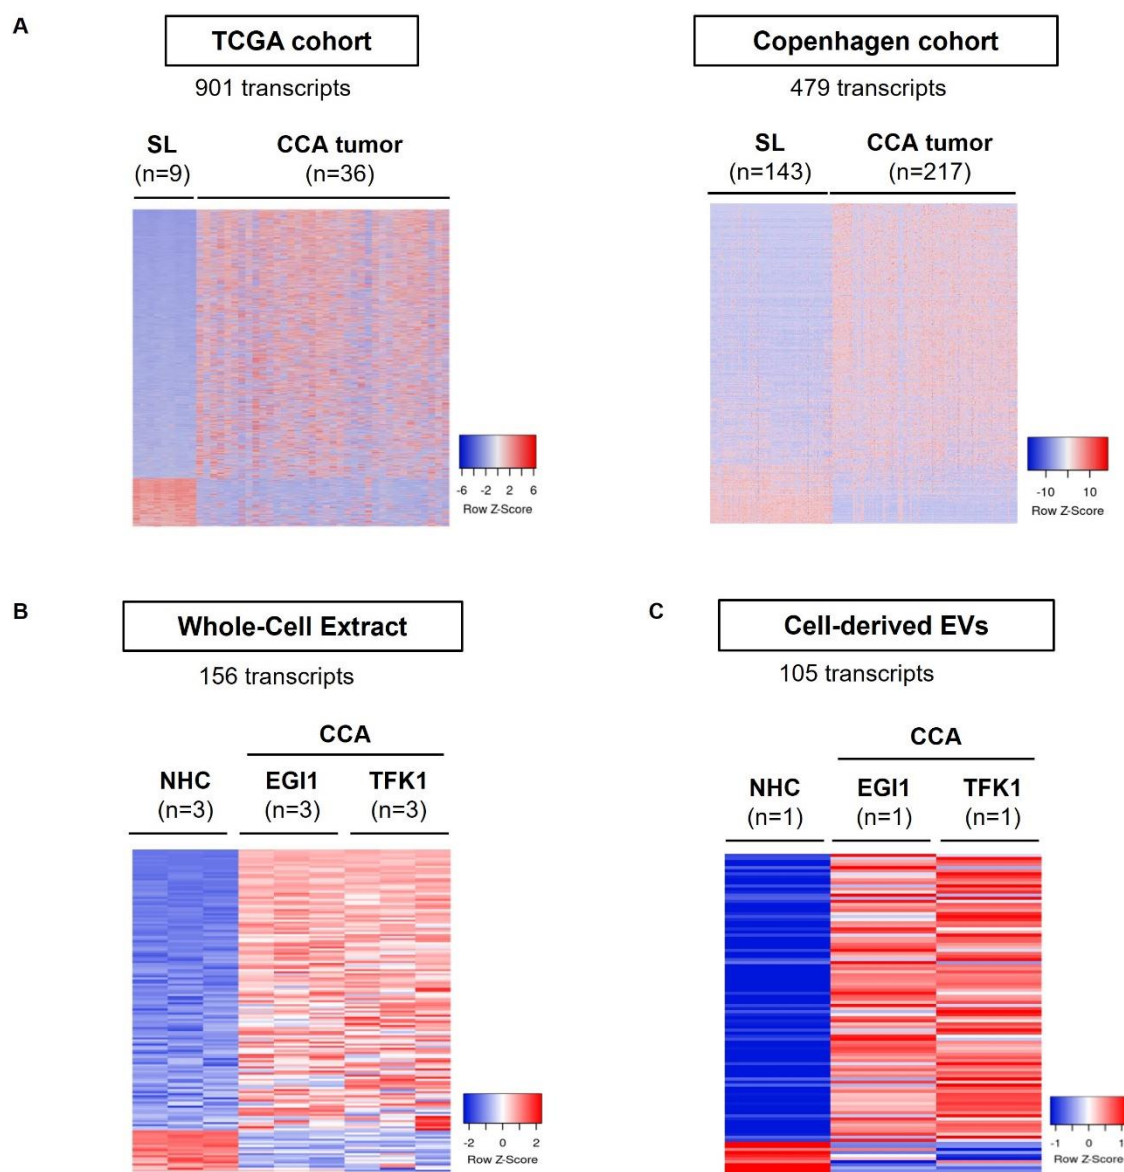 A
TCGA cohort
901 transcripts
SL
(n=9)
CCA tumor
(n=36)
-6 -2 2 6
Row Z-Score
Copenhagen cohort
479 transcripts
SL
(n=143)
CCA tumor
(n=217)
-10 10
Row Z-Score
B
Whole-Cell Extract
156 transcripts
CCA
NHC
(n=3)
EGI1
(n=3)
TFK1
(n=3)
-2 0 2
Row Z-Score
C
Cell-derived EVs
105 transcripts
CCA
NHC
(n=1)
EGI1
(n=1)
TFK1
(n=1)
-1 0 1
Row Z-Score